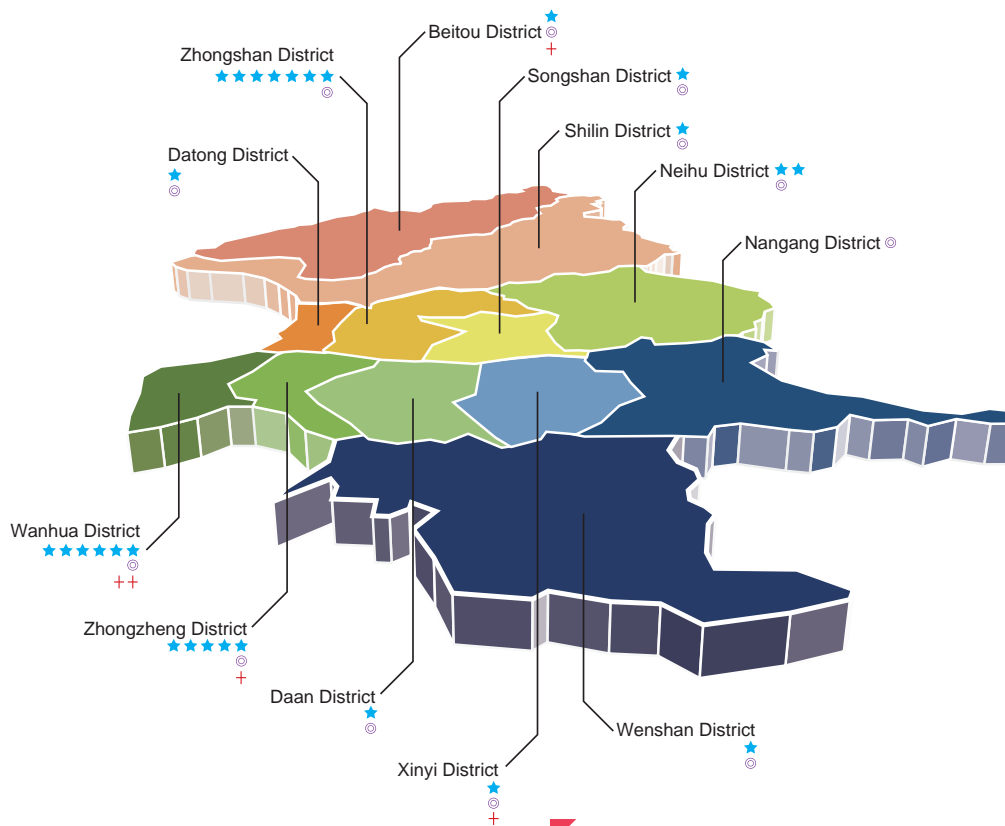 Beitou District
Zhongshan District
Songshan District
Shilin District
Datong District
Neihu District
Nangang District
Wanhua District
Zhongzheng District
Daan District
Wenshan District
Xinyi District